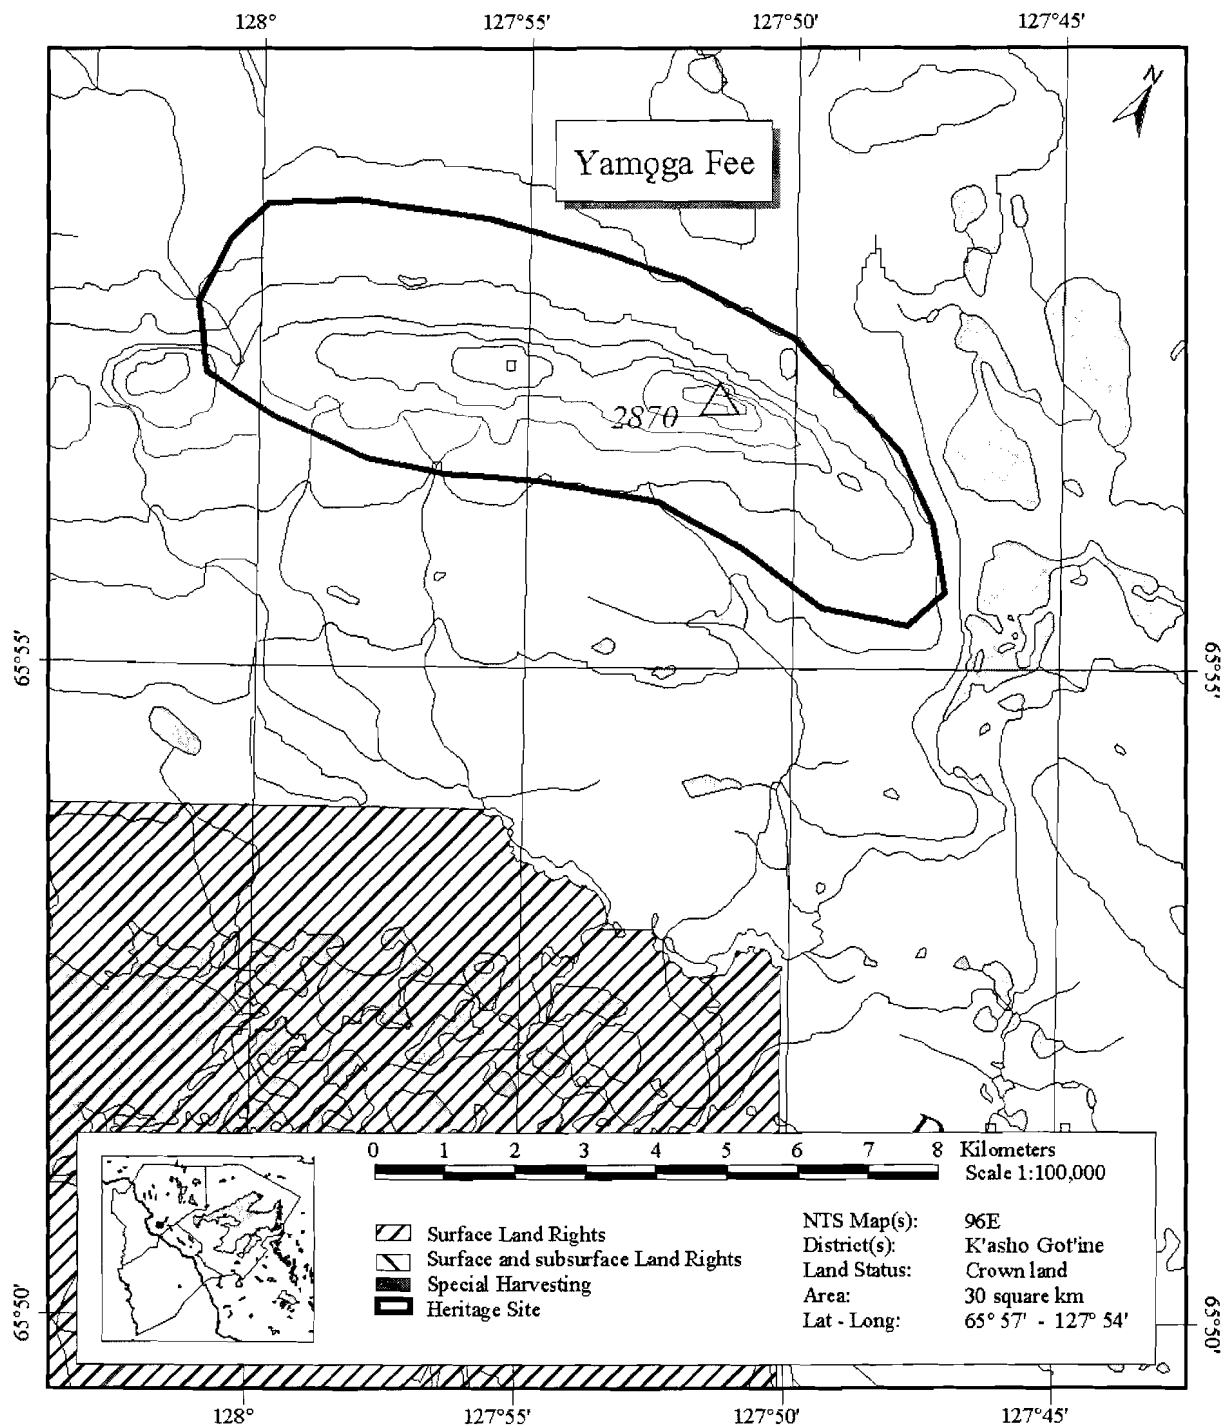 128° 127°55' 127°50' 127°45'
N
Yamǫga Fee
2870
65°55' 65°55'
0 1 2 3 4 5 6 7 8 Kilometers
Scale 1:100,000
Surface Land Rights
Surface and subsurface Land Rights
Special Harvesting
Heritage Site
NTS Map(s): 96E
District(s): K'asho Got'ine
Land Status: Crown land
Area: 30 square km
Lat - Long: 65° 57' - 127° 54'
65°50' 65°50'
128° 127°55' 127°50' 127°45'